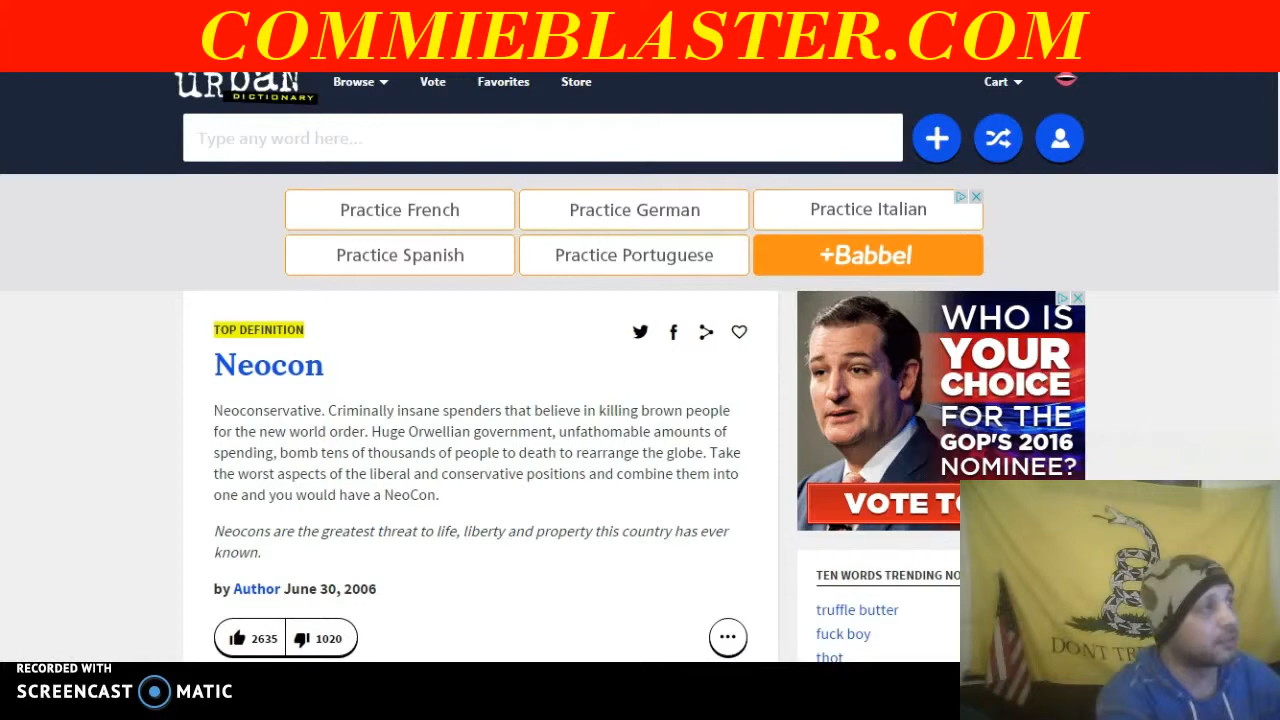 COMMIEBLASTER.COM
URBAN
DICTIONARY
Browse Vote Favorites Store Cart
Type any word here...
Practice French Practice German Practice Italian
Practice Spanish Practice Portuguese +Babbel
TOP DEFINITION
Neocon
Neoconservative. Criminally insane spenders that believe in killing brown people
for the new world order. Huge Orwellian government, unfathomable amounts of
spending, bomb tens of thousands of people to death to rearrange the globe. Take
the worst aspects of the liberal and conservative positions and combine them into
one and you would have a NeoCon.
Neocons are the greatest threat to life, liberty and property this country has ever
known.
by Author June 30, 2006
2635 1020
WHO IS
YOUR
CHOICE
FOR THE
GOP'S 2016
NOMINEE?
VOTE
TEN WORDS TRENDING
truffle butter
fuck boy
thot
DONT
RECORDED WITH
SCREENCAST MATIC